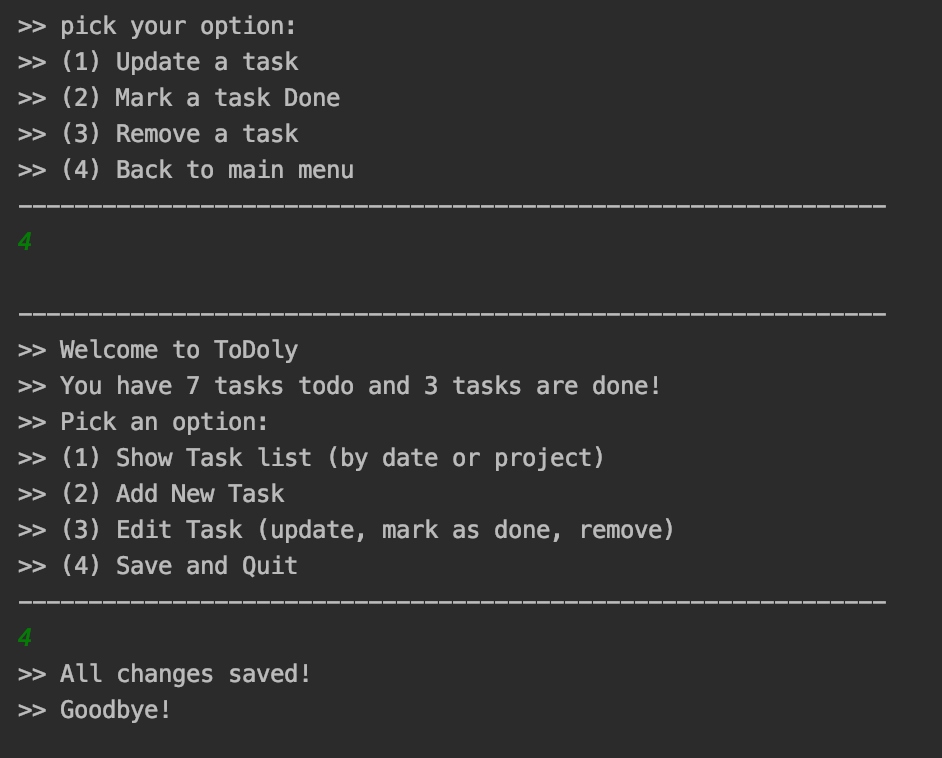 >> pick your option:
>> (1) Update a task
>> (2) Mark a task Done
>> (3) Remove a task
>> (4) Back to main menu
--------------------------------------------------------------
4
--------------------------------------------------------------
>> Welcome to ToDoly
>> You have 7 tasks todo and 3 tasks are done!
>> Pick an option:
>> (1) Show Task list (by date or project)
>> (2) Add New Task
>> (3) Edit Task (update, mark as done, remove)
>> (4) Save and Quit
--------------------------------------------------------------
4
>> All changes saved!
>> Goodbye!